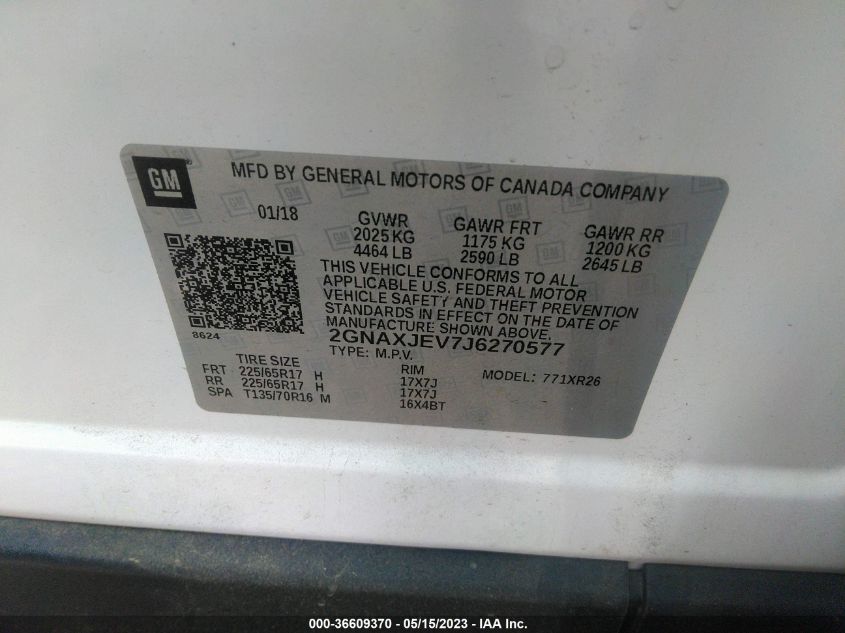 GM
MFD BY GENERAL MOTORS OF CANADA COMPANY
01/18
GVWR
2025 KG
4464 LB
GAWR FRT
1175 KG
2590 LB
GAWR RR
1200 KG
2645 LB
THIS VEHICLE CONFORMS TO ALL
APPLICABLE U.S. FEDERAL MOTOR
VEHICLE SAFETY AND THEFT PREVENTION
STANDARDS IN EFFECT ON THE DATE OF
MANUFACTURE SHOWN ABOVE.
8624
2GNAXJEV7J6270577
TYPE: M.P.V.
TIRE SIZE
RIM
MODEL: 771XR26
FRT 225/65R17 H 17X7J
RR 225/65R17 H 17X7J
SPA T135/70R16 M 16X4BT
000-36609370 - 05/15/2023 - IAA Inc.